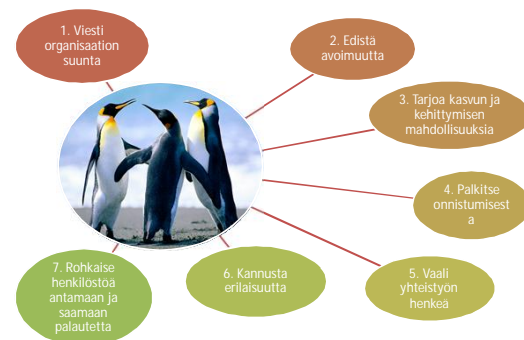 1. Viesti
organisaation
suunta
2. Edistä
avoimuutta
3. Tarjoa kasvun ja
kehittymisen
mahdollisuuksia
4. Palkitse
onnistumisest
a
5. Vaali
yhteistyön
henkeä
6. Kannusta
erilaisuutta
7. Rohkaise
henkilöstöä
antamaan ja
saamaan
palautetta